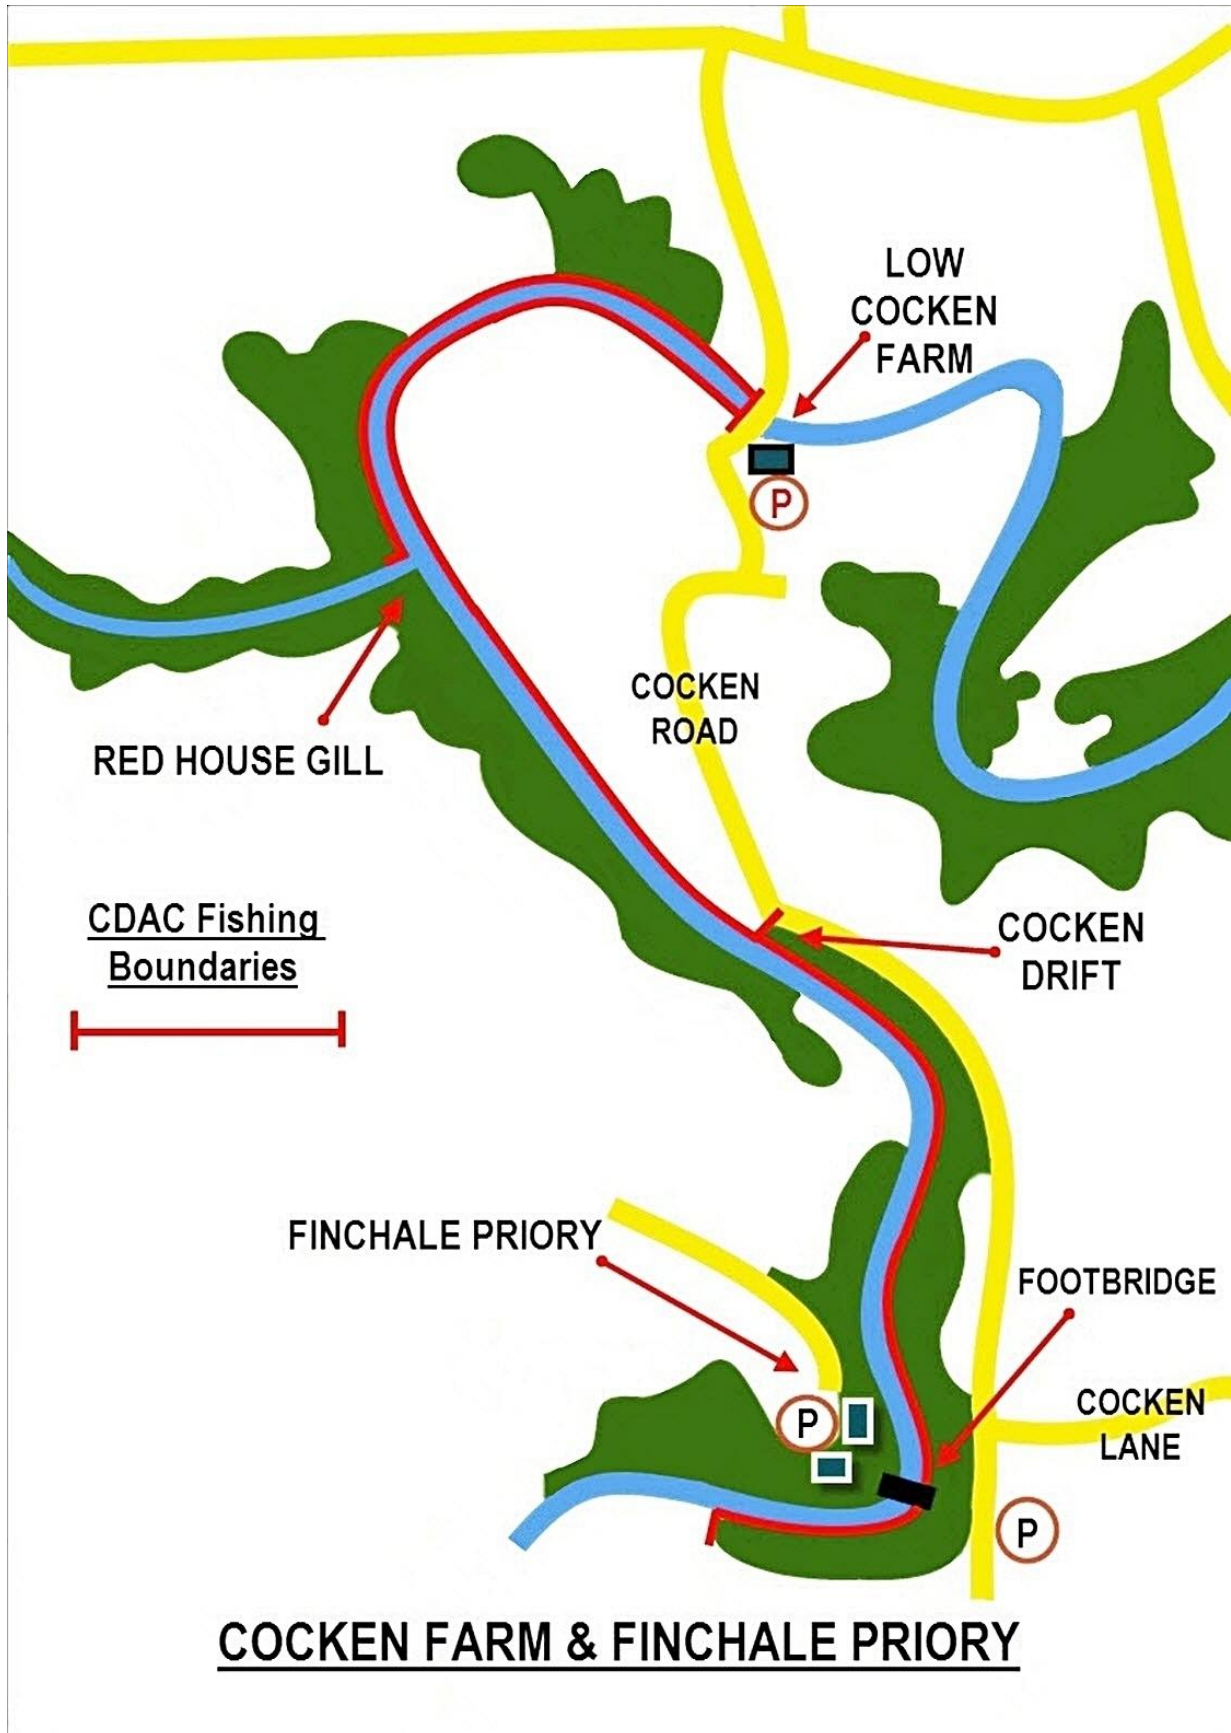 LOW
COCKEN
FARM
P
COCKEN
ROAD
RED HOUSE GILL
CDAC Fishing
Boundaries
COCKEN
DRIFT
FINCHALE PRIORY
FOOTBRIDGE
P
COCKEN
LANE
P
COCKEN FARM & FINCHALE PRIORY